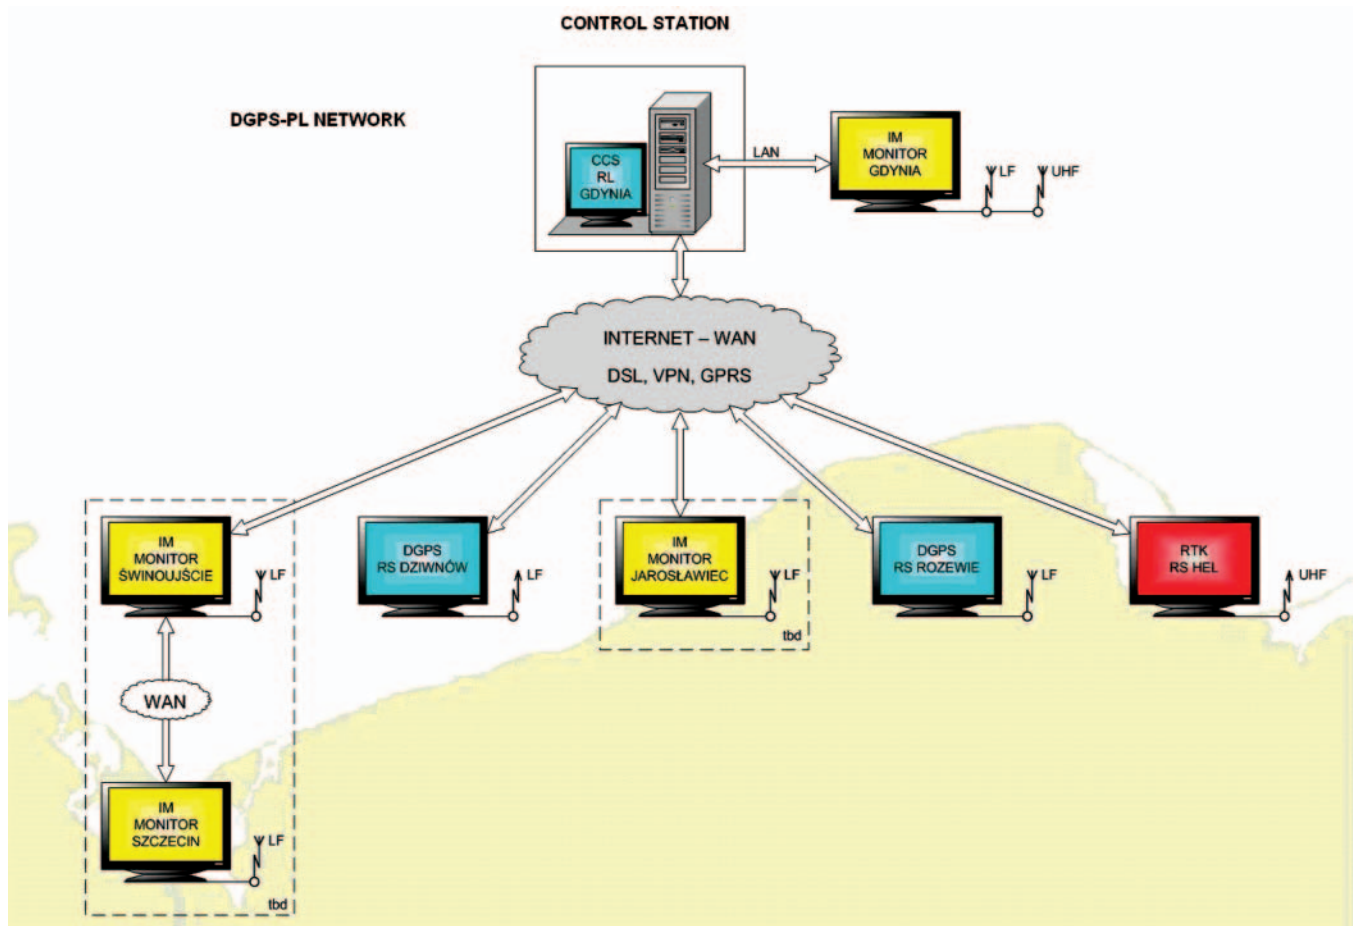 CONTROL STATION
DGPS-PL NETWORK
CCS
RL
GDYNIA
LAN
IM
MONITOR
GDYNIA
LF
UHF
INTERNET – WAN
DSL, VPN, GPRS
IM
MONITOR
ŚWINOUJŚCIE
LF
DGPS
RS DZIWNÓW
LF
IM
MONITOR
JAROSŁAWIEC
LF
tbd
DGPS
RS ROZEWIE
LF
RTK
RS HEL
UHF
WAN
IM
MONITOR
SZCZECIN
LF
tbd